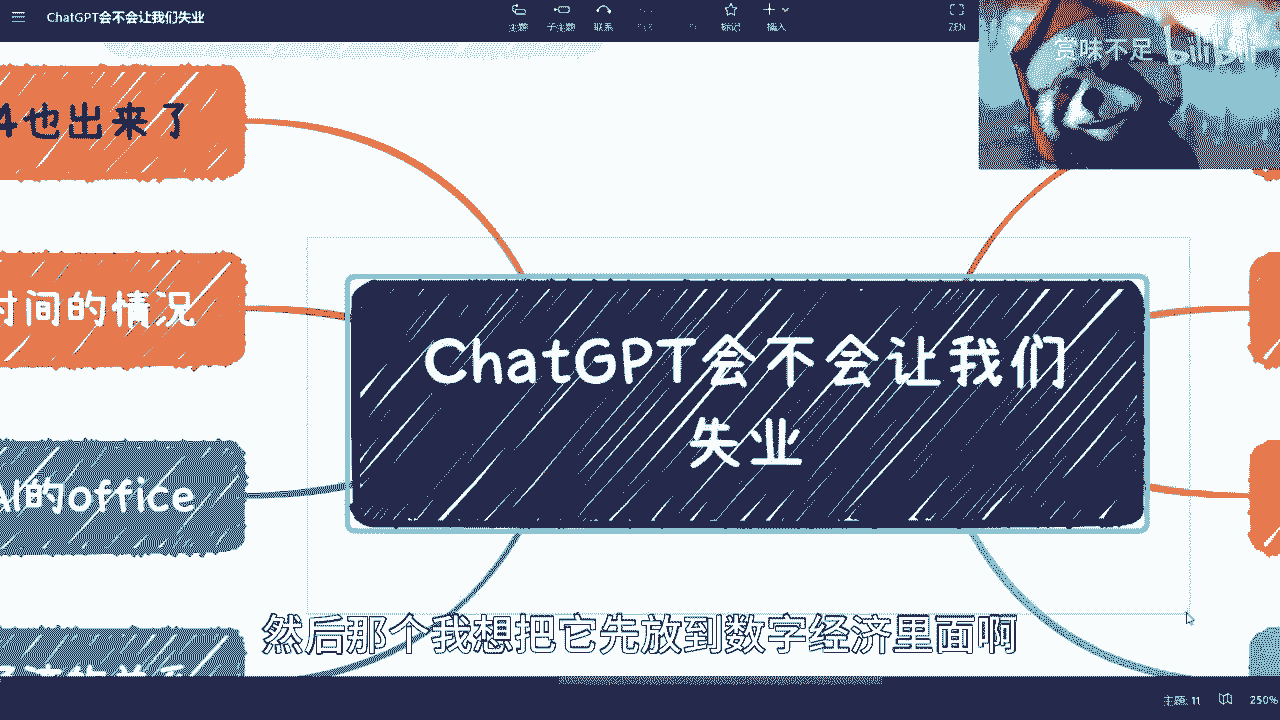 ChatGPT会不会让我们失业
主题
子主题
联系
标记
插入
ZEN
赏味不足 bilibili
4也出来了
时间的情况
AI的office
ChatGPT会不会让我们
失业
然后那个我想把它先放到数字经济里面啊
主题: 11
250%